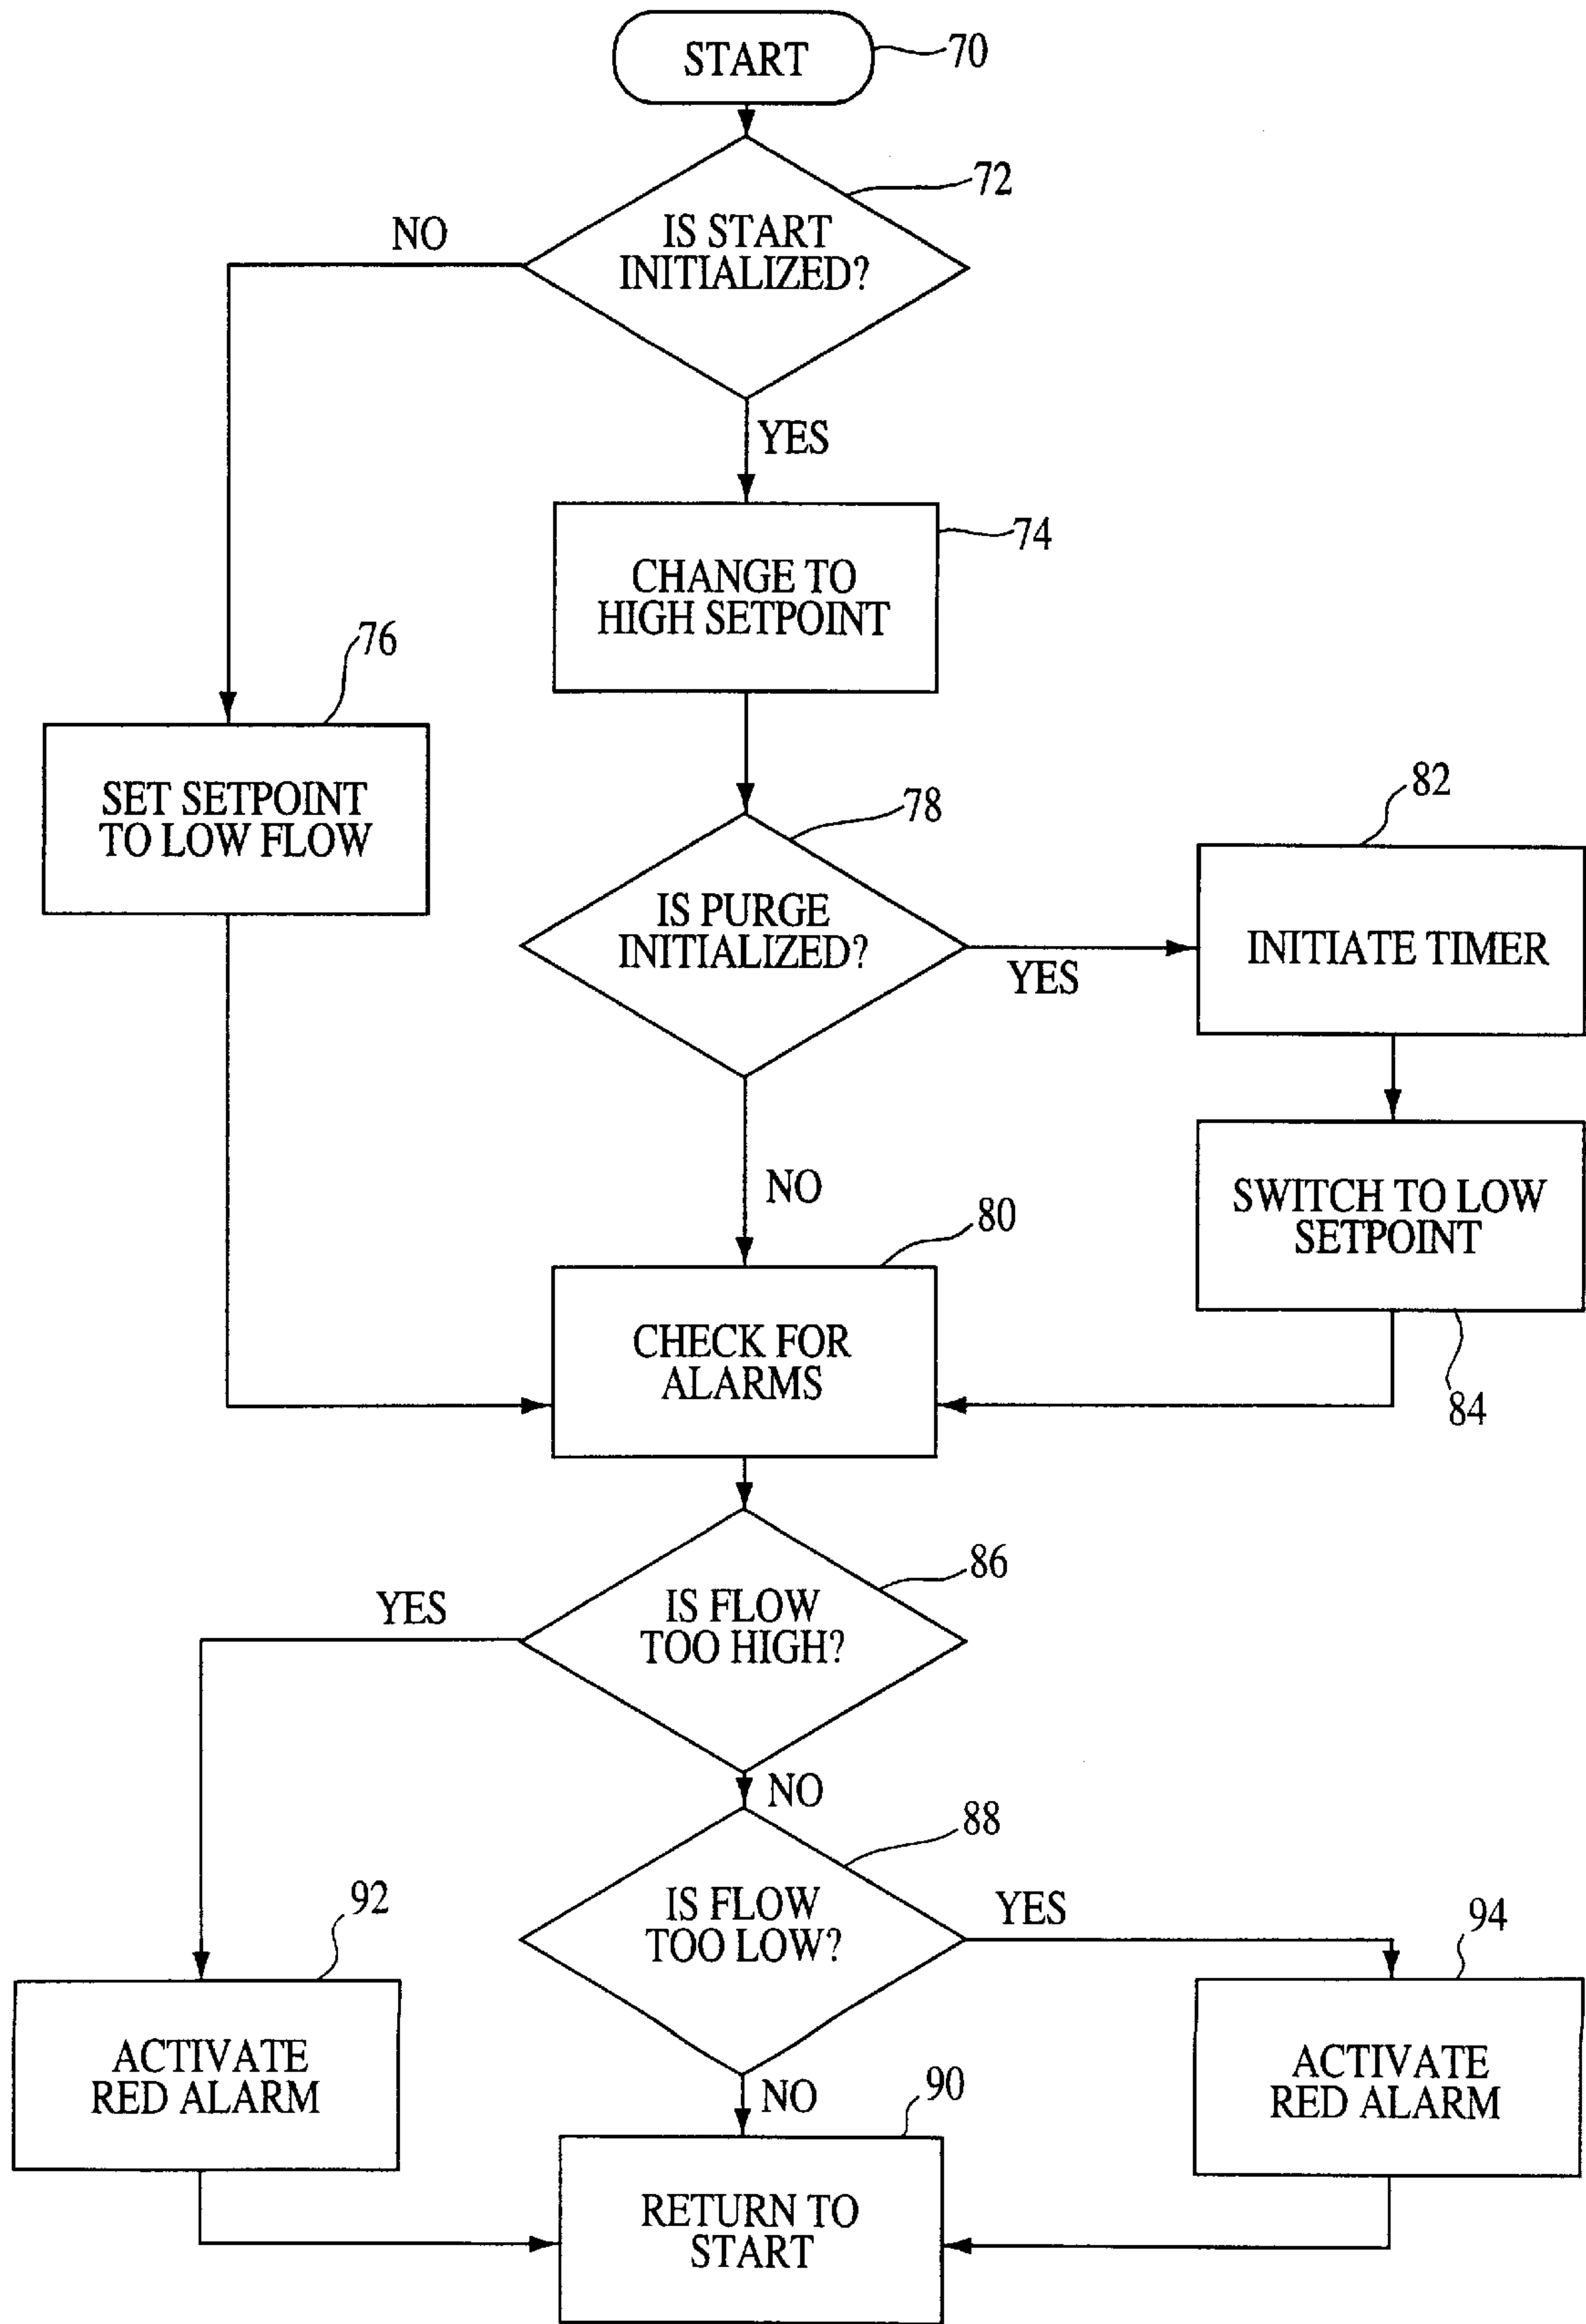 START
70
72
IS START
INITIALIZED?
NO
YES
74
CHANGE TO
HIGH SETPOINT
76
SET SETPOINT
TO LOW FLOW
78
IS PURGE
INITIALIZED?
YES
82
INITIATE TIMER
NO
80
SWITCH TO LOW
SETPOINT
84
CHECK FOR
ALARMS
86
IS FLOW
TOO HIGH?
YES
NO
88
IS FLOW
TOO LOW?
YES
92
94
ACTIVATE
RED ALARM
ACTIVATE
RED ALARM
NO
90
RETURN TO
START